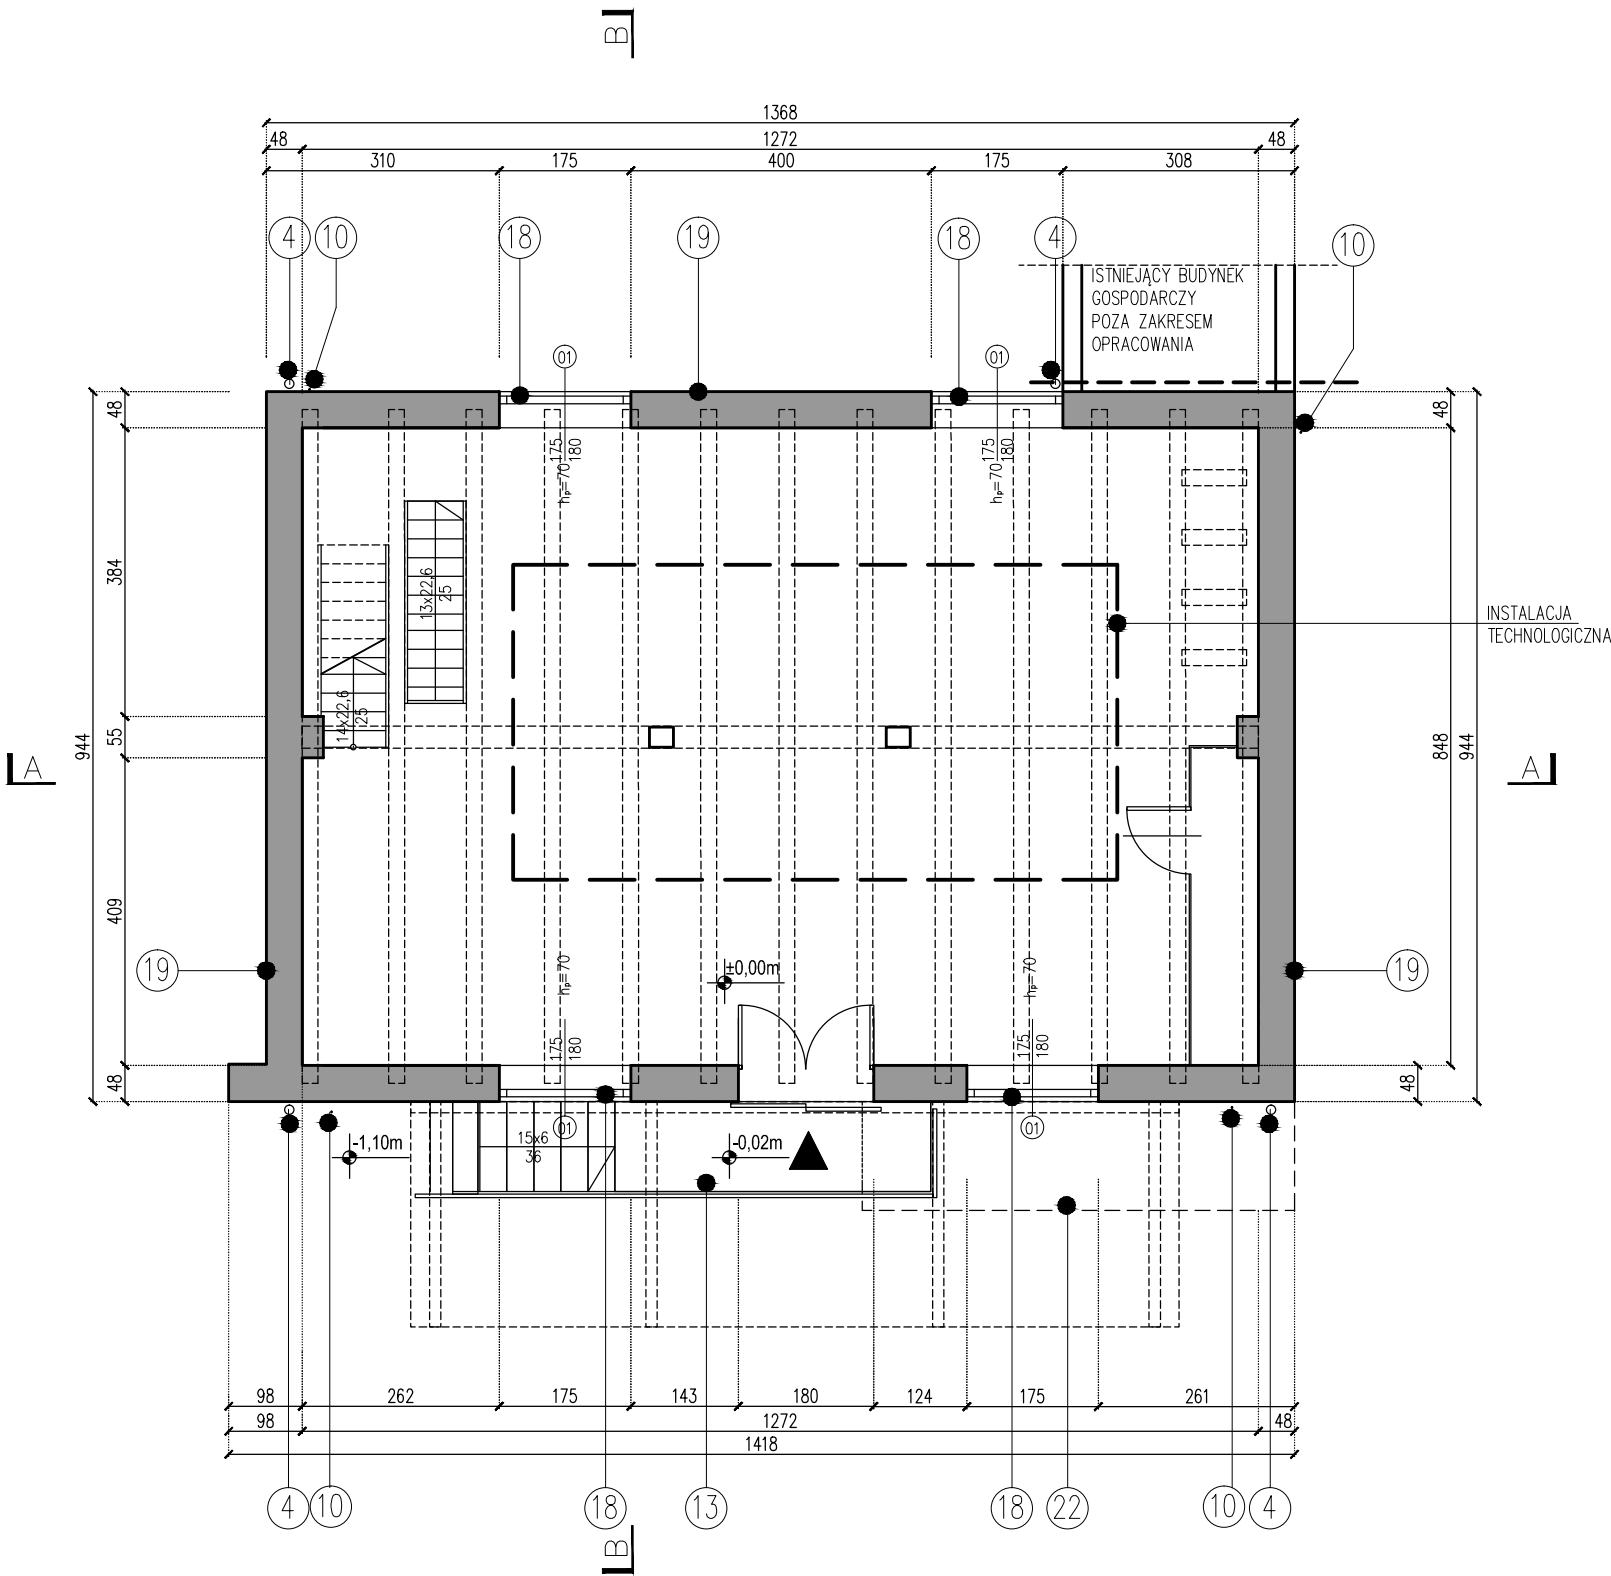 B
1368
48 1272 48
310 175 400 175 308
4 10 18 19 18 4 10
ISTNIEJĄCY BUDYNEK
GOSPODARCZY
POZA ZAKRESEM
OPRACOWANIA
01 01
48 48
175
180
hp=70
175
180
hp=70
384
13x22,6
25
INSTALACJA
TECHNOLOGICZNA
14x22,6
25
944 55 848 944
A A
409
19 ±0,00m 19
hp=70 hp=70
175
180
175
180
48 48
01 01
-1,10m 15x6
36
-0,02m
98 262 175 143 180 124 175 261
98 1272 48
1418
4 10 18 13 18 22 10 4
B